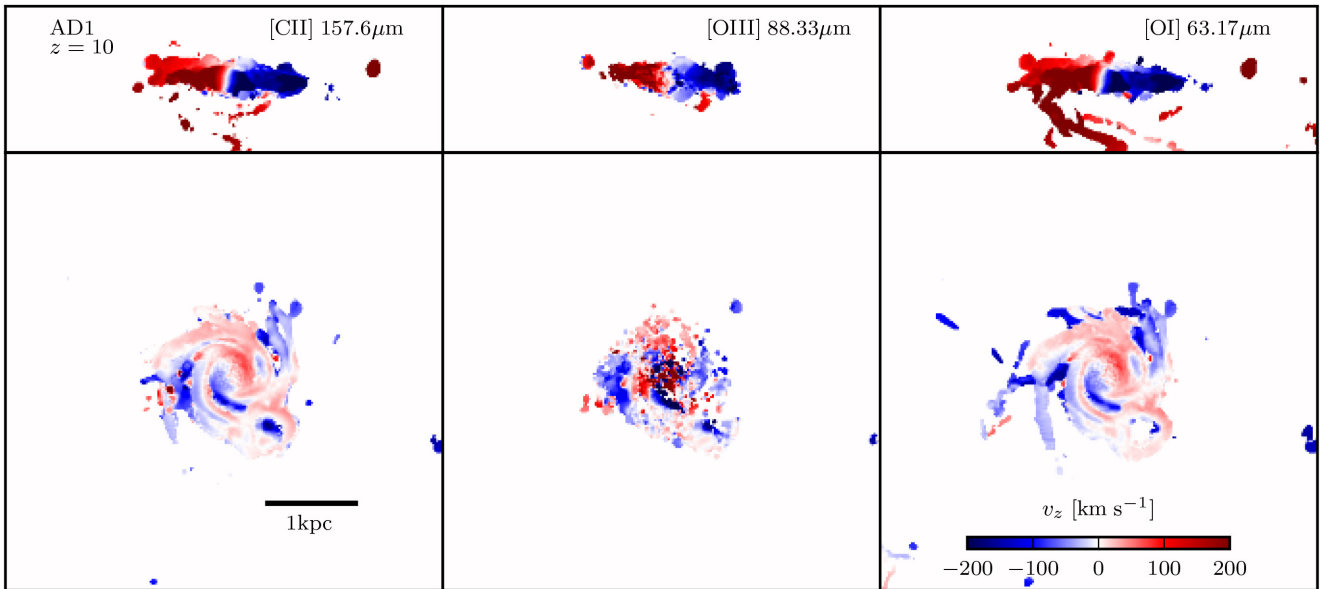 AD1
z = 10
[CII] 157.6μm
[OIII] 88.33μm
[OI] 63.17μm
1kpc
v_z [km s⁻¹]
−200 −100 0 100 200